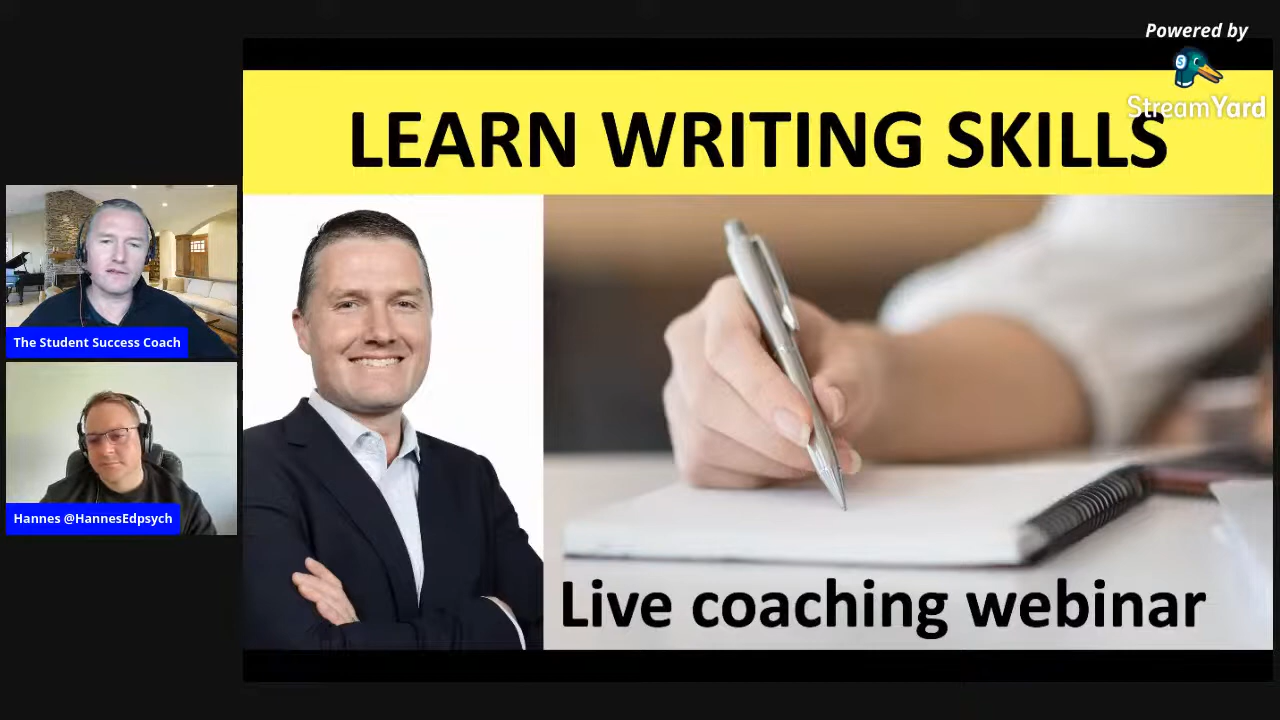 Powered by
StreamYard
LEARN WRITING SKILLS
The Student Success Coach
Hannes @HannesEdpsych
Live coaching webinar